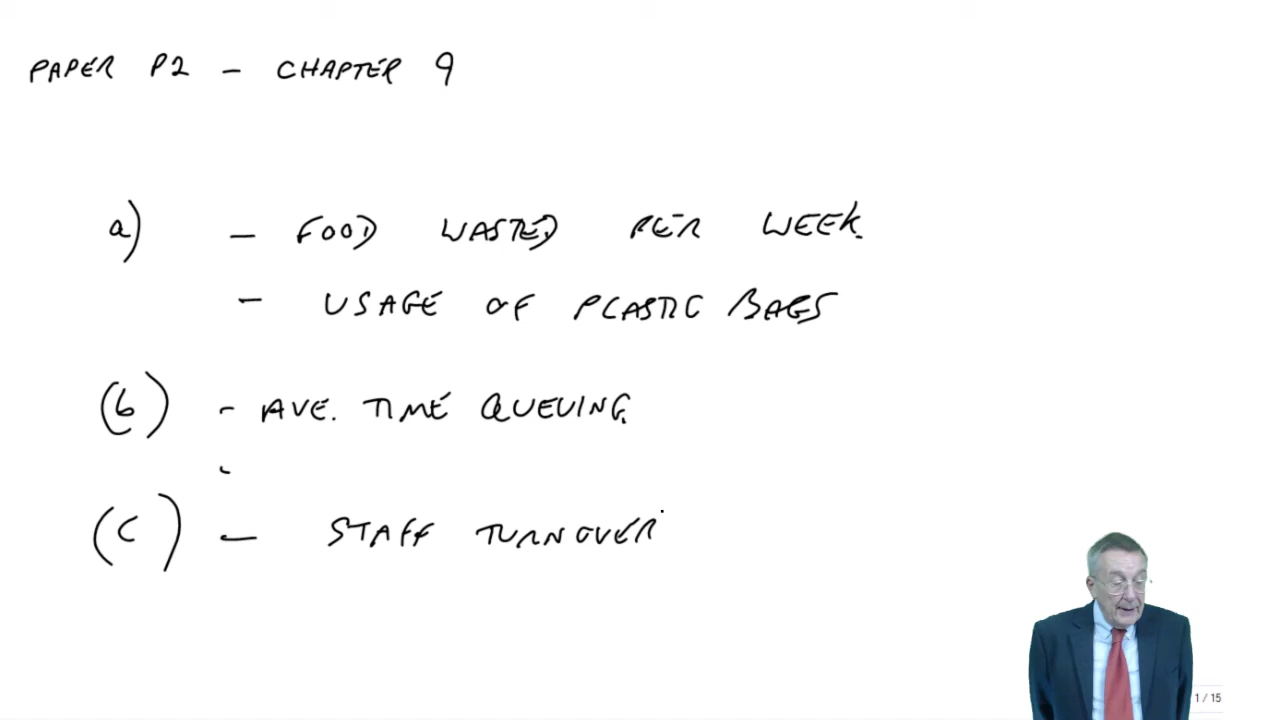 PAPER P2 - CHAPTER 9
a) - FOOD WASTED PER WEEK.
- USAGE OF PLASTIC BAGS
(b) - AVE. TIME QUEUING.
-
(C) - STAFF TURNOVER
1 / 15